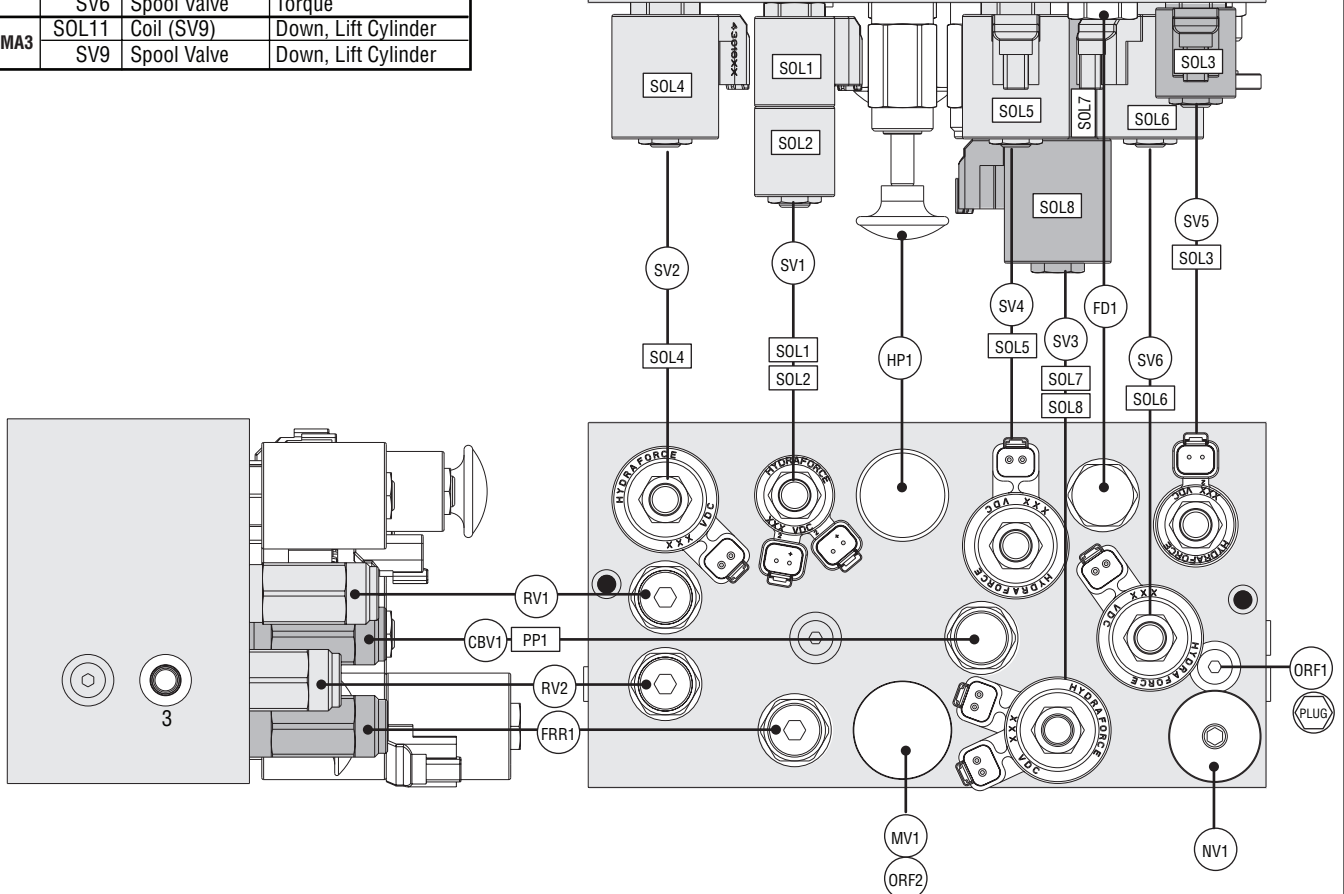 SV6 Spool Valve Torque
MA3 SOL11 Coil (SV9) Down, Lift Cylinder
SV9 Spool Valve Down, Lift Cylinder
43016XX
SOL4
SOL1
SOL2
SOL5
SOL7
SOL6
SOL3
SOL8
SV2
SV1
SV5
SOL3
SV4
FD1
SOL5
SV3
SOL4
SOL1
SOL2
HP1
SV6
SOL7
SOL8
SOL6
HYDRAFORCE
XXX VDC
HYDRAFORCE
XXX VDC
XXX VDC
HYDRAFORCE
XXX VDC
HYDRAFORCE
XXX VDC
HYDRAFORCE
RV1
CBV1 PP1
RV2
FRR1
3
HYDRAFORCE
XXX VDC
ORF1
PLUG
MV1
ORF2
NV1